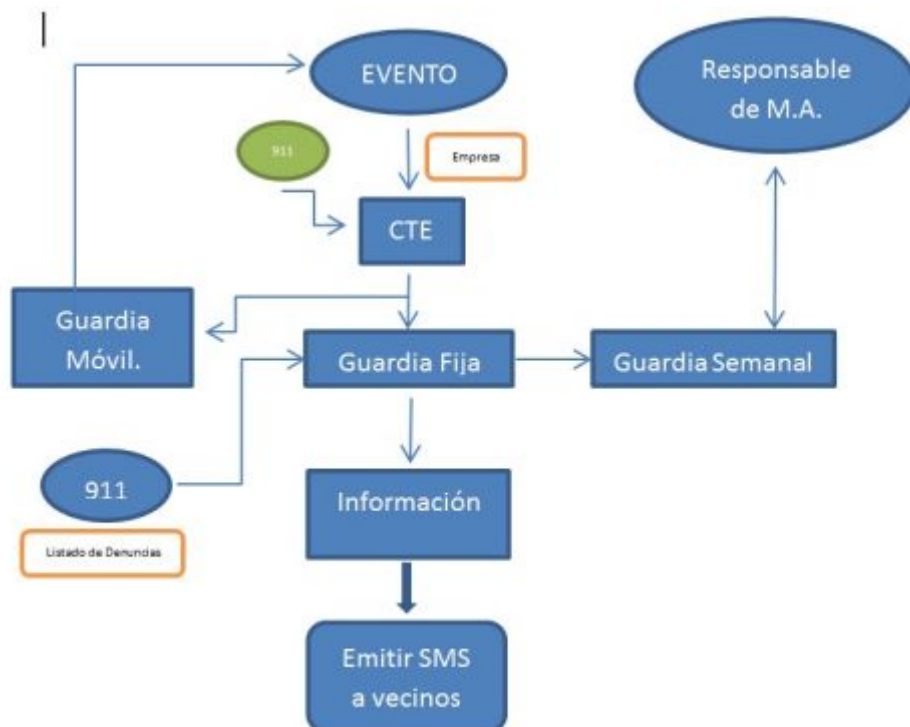 EVENTO
Responsable
de M.A.
911
Empresa
CTE
Guardia
Móvil.
Guardia Fija
Guardia Semanal
911
Listado de Denuncias
Información
Emitir SMS
a vecinos